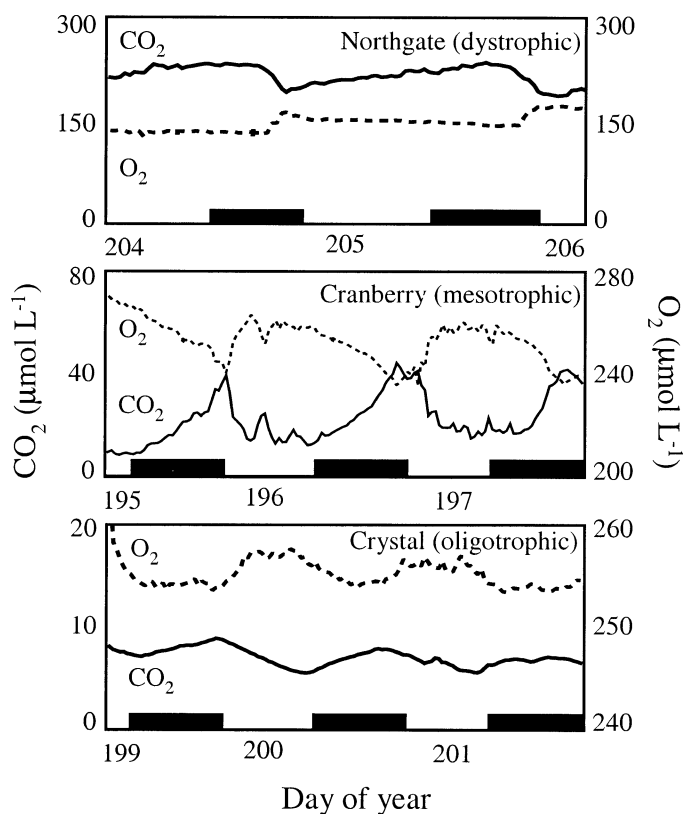 300
CO₂
Northgate (dystrophic)
300
150
150
O₂
0
0
204
205
206
80
280
Cranberry (mesotrophic)
O₂
40
240
CO₂
0
200
195
196
197
20
260
O₂
Crystal (oligotrophic)
10
250
CO₂
0
240
199
200
201
CO₂ (μmol L⁻¹)
O₂ (μmol L⁻¹)
Day of year